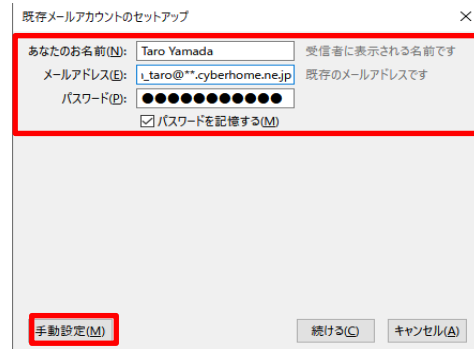 既存メールアカウントのセットアップ ×
あなたのお名前(N): Taro Yamada 受信者に表示される名前です
メールアドレス(E): _taro@**.cyberhome.ne.jp 既存のメールアドレスです
パスワード(P): ●●●●●●●●●●●
パスワードを記憶する(M)
手動設定(M) 続ける(C) キャンセル(A)